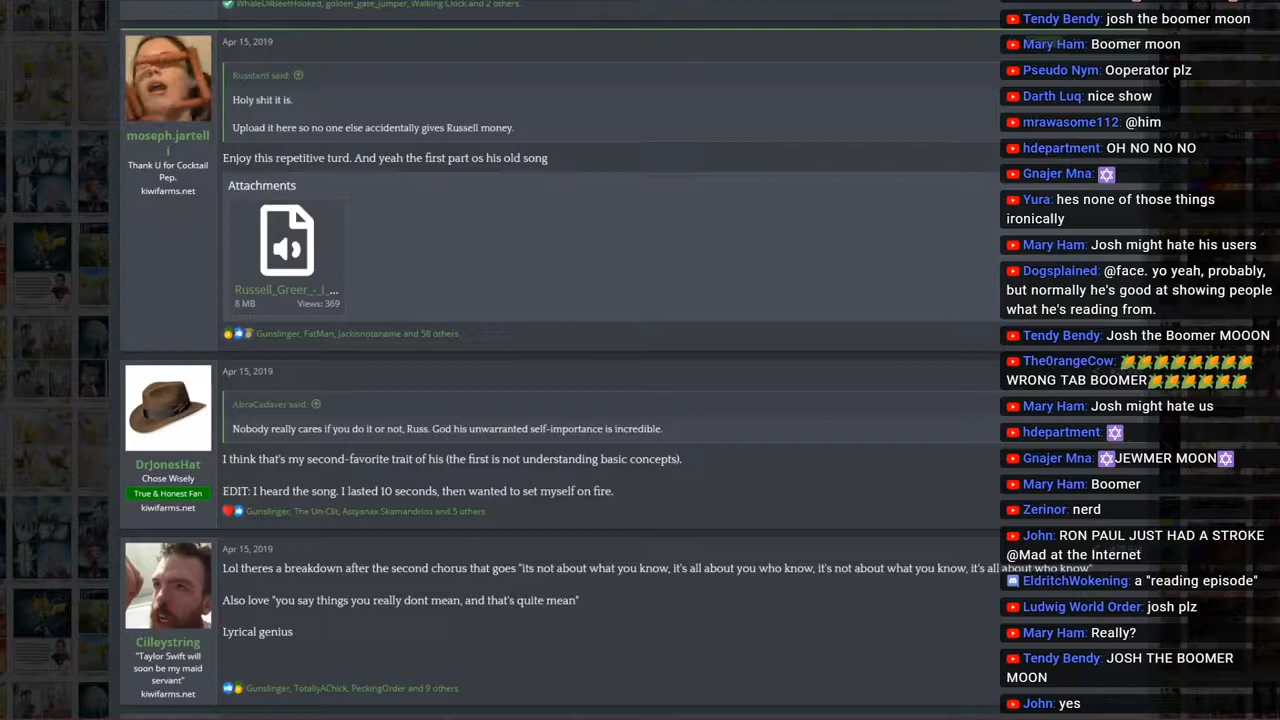 WhaleOilBeefHooked, golden_gate_jumper, Walking Clock and 2 others
Apr 15, 2019
moseph.jartell
i
Thank U for Cocktail
Pep.
kiwifarms.net
Russtard said:
Holy shit it is.
Upload it here so no one else accidentally gives Russell money.
Enjoy this repetitive turd. And yeah the first part os his old song
Attachments
Russell_Greer_-_I_...
8 MB Views: 369
Gunslinger, FatMan, Jackisnotaname and 58 others
Apr 15, 2019
DrJonesHat
Chose Wisely
True & Honest Fan
kiwifarms.net
AbraCadaver said:
Nobody really cares if you do it or not, Russ. God his unwarranted self-importance is incredible.
I think that's my second-favorite trait of his (the first is not understanding basic concepts).
EDIT: I heard the song. I lasted 10 seconds, then wanted to set myself on fire.
Gunslinger, The Un-Clit, Astyanax Skamandrios and 5 others
Apr 15, 2019
Cilleystring
"Taylor Swift will
soon be my maid
servant"
kiwifarms.net
Lol theres a breakdown after the second chorus that goes "its not about what you know, it's all about you who know, it's not about what you know, it's all about who know"
Also love "you say things you really dont mean, and that's quite mean"
Lyrical genius
Gunslinger, TotallyAChick, PeckingOrder and 9 others
Tendy Bendy: josh the boomer moon
Mary Ham: Boomer moon
Pseudo Nym: Ooperator plz
Darth Luq: nice show
mrawasome112: @him
hdepartment: OH NO NO NO
Gnajer Mna: 🔯
Yura: hes none of those things
ironically
Mary Ham: Josh might hate his users
Dogsplained: @face. yo yeah, probably,
but normally he's good at showing people
what he's reading from.
Tendy Bendy: Josh the Boomer MOOON
The0rangeCow: 🌽🌽🌽🌽🌽🌽🌽
WRONG TAB BOOMER🌽🌽🌽🌽🌽🌽
Mary Ham: Josh might hate us
hdepartment: 🔯
Gnajer Mna: 🔯JEWMER MOON🔯
Mary Ham: Boomer
Zerinor: nerd
John: RON PAUL JUST HAD A STROKE
@Mad at the Internet
EldritchWokening: a "reading episode"
Ludwig World Order: josh plz
Mary Ham: Really?
Tendy Bendy: JOSH THE BOOMER
MOON
John: yes